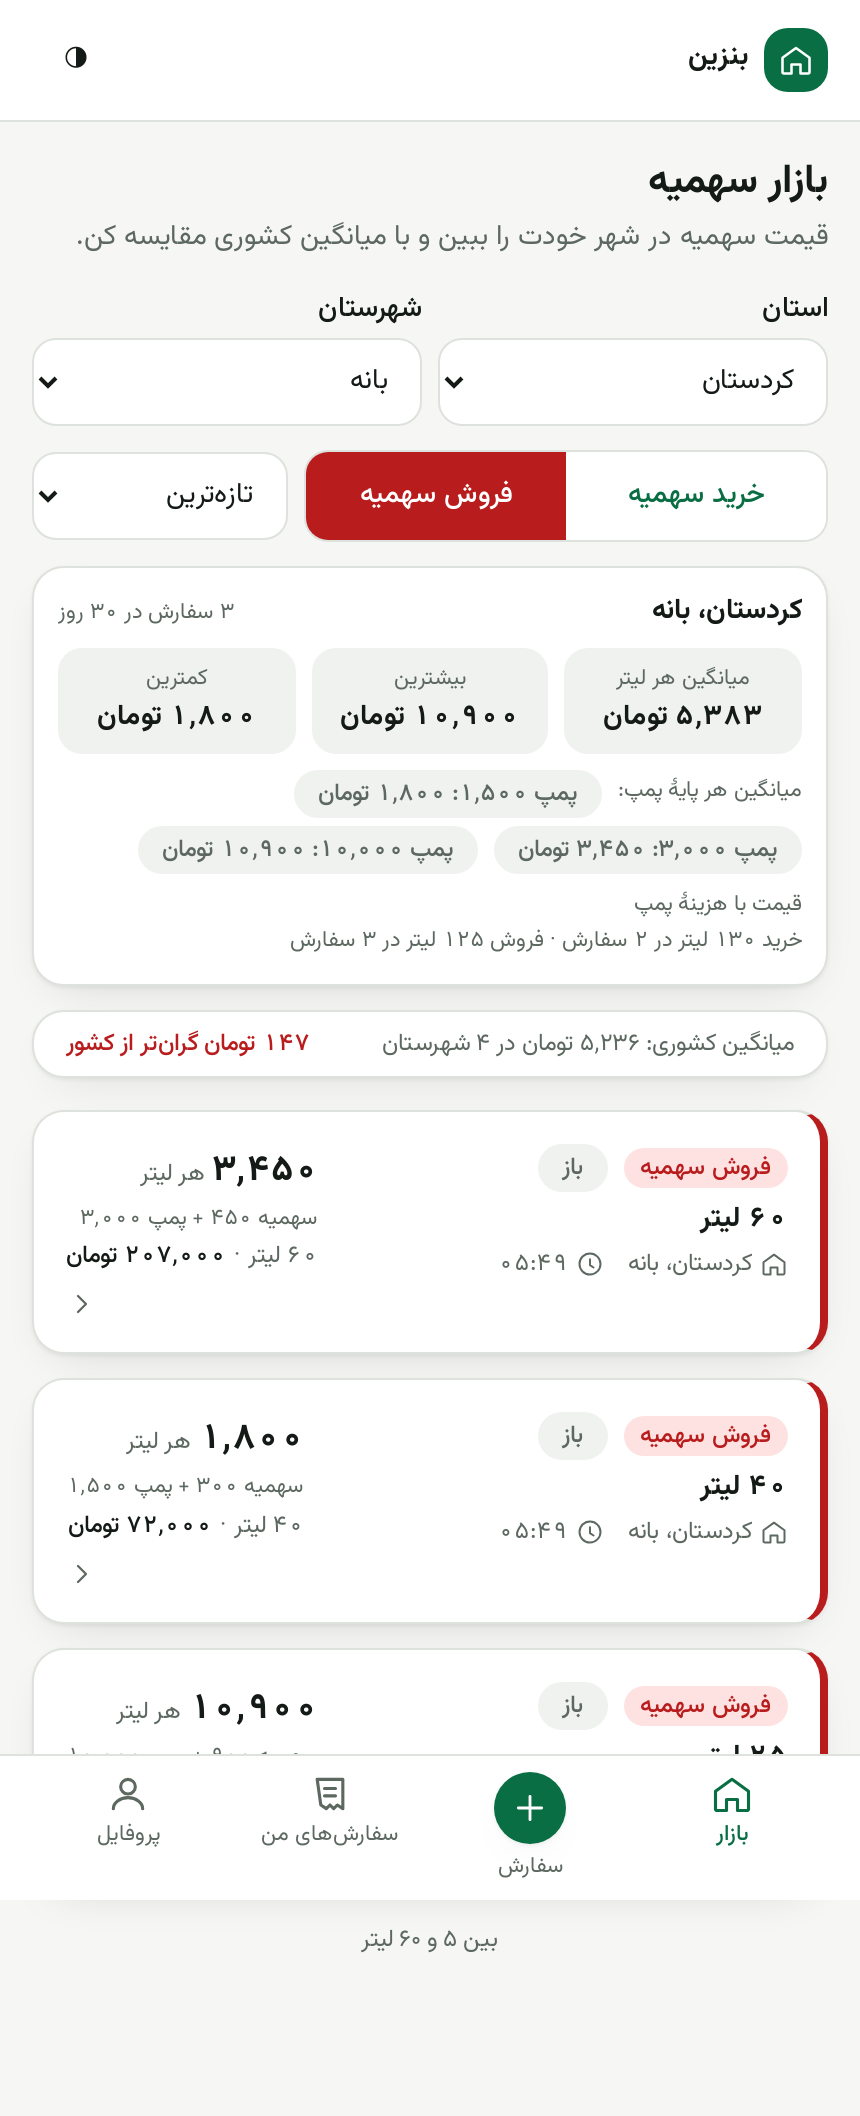 بنزین
بازار سهمیه
قیمت سهمیه در شهر خودت را ببین و با میانگین کشوری مقایسه کن.
استان
شهرستان
کردستان
بانه
خرید سهمیه
فروش سهمیه
تازه‌ترین
کردستان، بانه
۳ سفارش در ۳۰ روز
میانگین هر لیتر
بیشترین
کمترین
۵,۳۸۳ تومان
۱۰,۹۰۰ تومان
۱,۸۰۰ تومان
میانگین هر پایهٔ پمپ:
پمپ ۱,۵۰۰: ۱,۸۰۰ تومان
پمپ ۳,۰۰۰: ۳,۴۵۰ تومان
پمپ ۱۰,۰۰۰: ۱۰,۹۰۰ تومان
قیمت با هزینهٔ پمپ
خرید ۱۳۰ لیتر در ۲ سفارش · فروش ۱۲۵ لیتر در ۳ سفارش
میانگین کشوری: ۵,۲۳۶ تومان در ۴ شهرستان
۱۴۷ تومان گران‌تر از کشور
فروش سهمیه
باز
۶۰ لیتر
کردستان، بانه
۰۵:۴۹
۳,۴۵۰ هر لیتر
سهمیه ۴۵۰ + پمپ ۳,۰۰۰
۶۰ لیتر · ۲۰۷,۰۰۰ تومان
فروش سهمیه
باز
۴۰ لیتر
کردستان، بانه
۰۵:۴۹
۱,۸۰۰ هر لیتر
سهمیه ۳۰۰ + پمپ ۱,۵۰۰
۴۰ لیتر · ۷۲,۰۰۰ تومان
فروش سهمیه
باز
۱۰,۹۰۰ هر لیتر
بازار
سفارش
سفارش‌های من
پروفایل
بین ۵ و ۶۰ لیتر